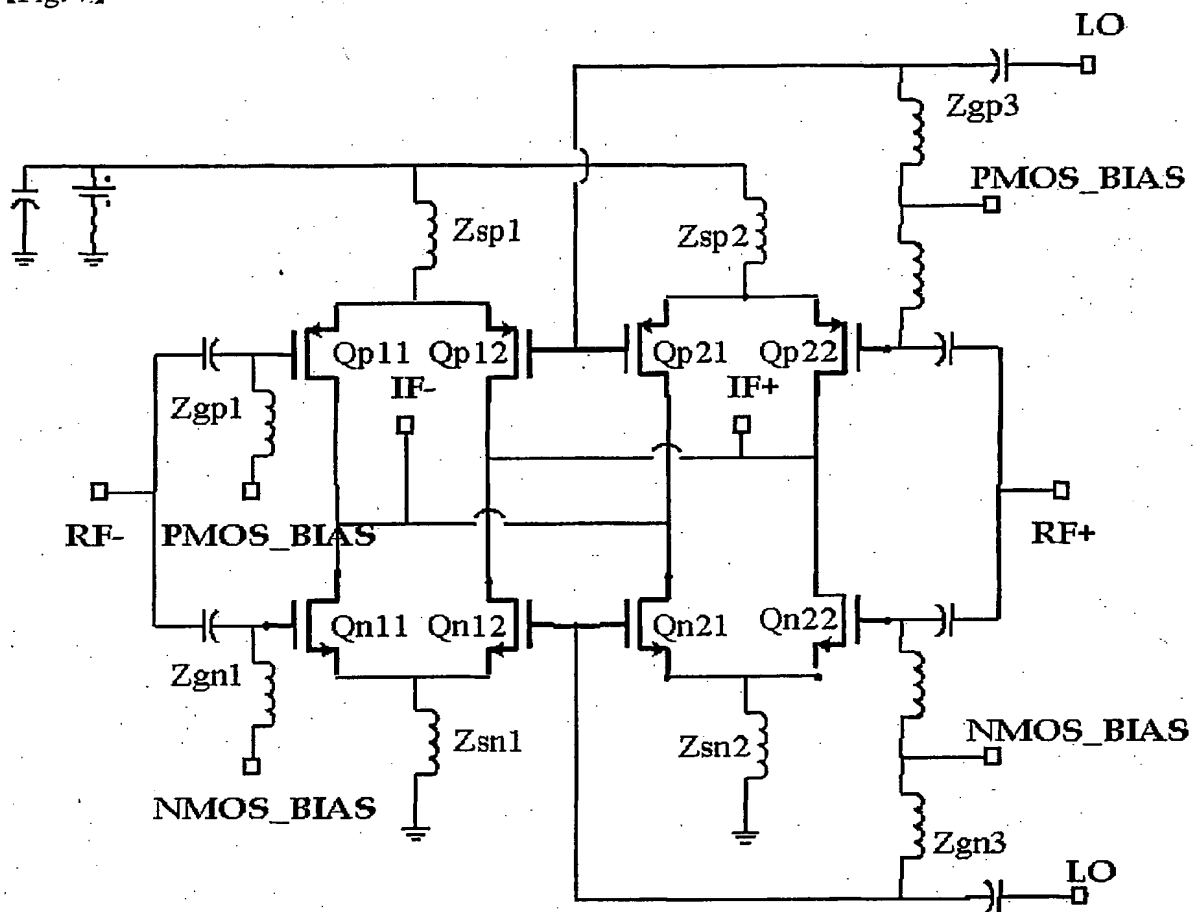 LO
Zgp3
PMOS_BIAS
Zsp1
Zsp2
Qp11
Qp12
Qp21
Qp22
IF-
IF+
Zgp1
RF-
PMOS_BIAS
RF+
Qn11
Qn12
Qn21
Qn22
Zgn1
Zsn1
Zsn2
NMOS_BIAS
NMOS_BIAS
Zgn3
LO